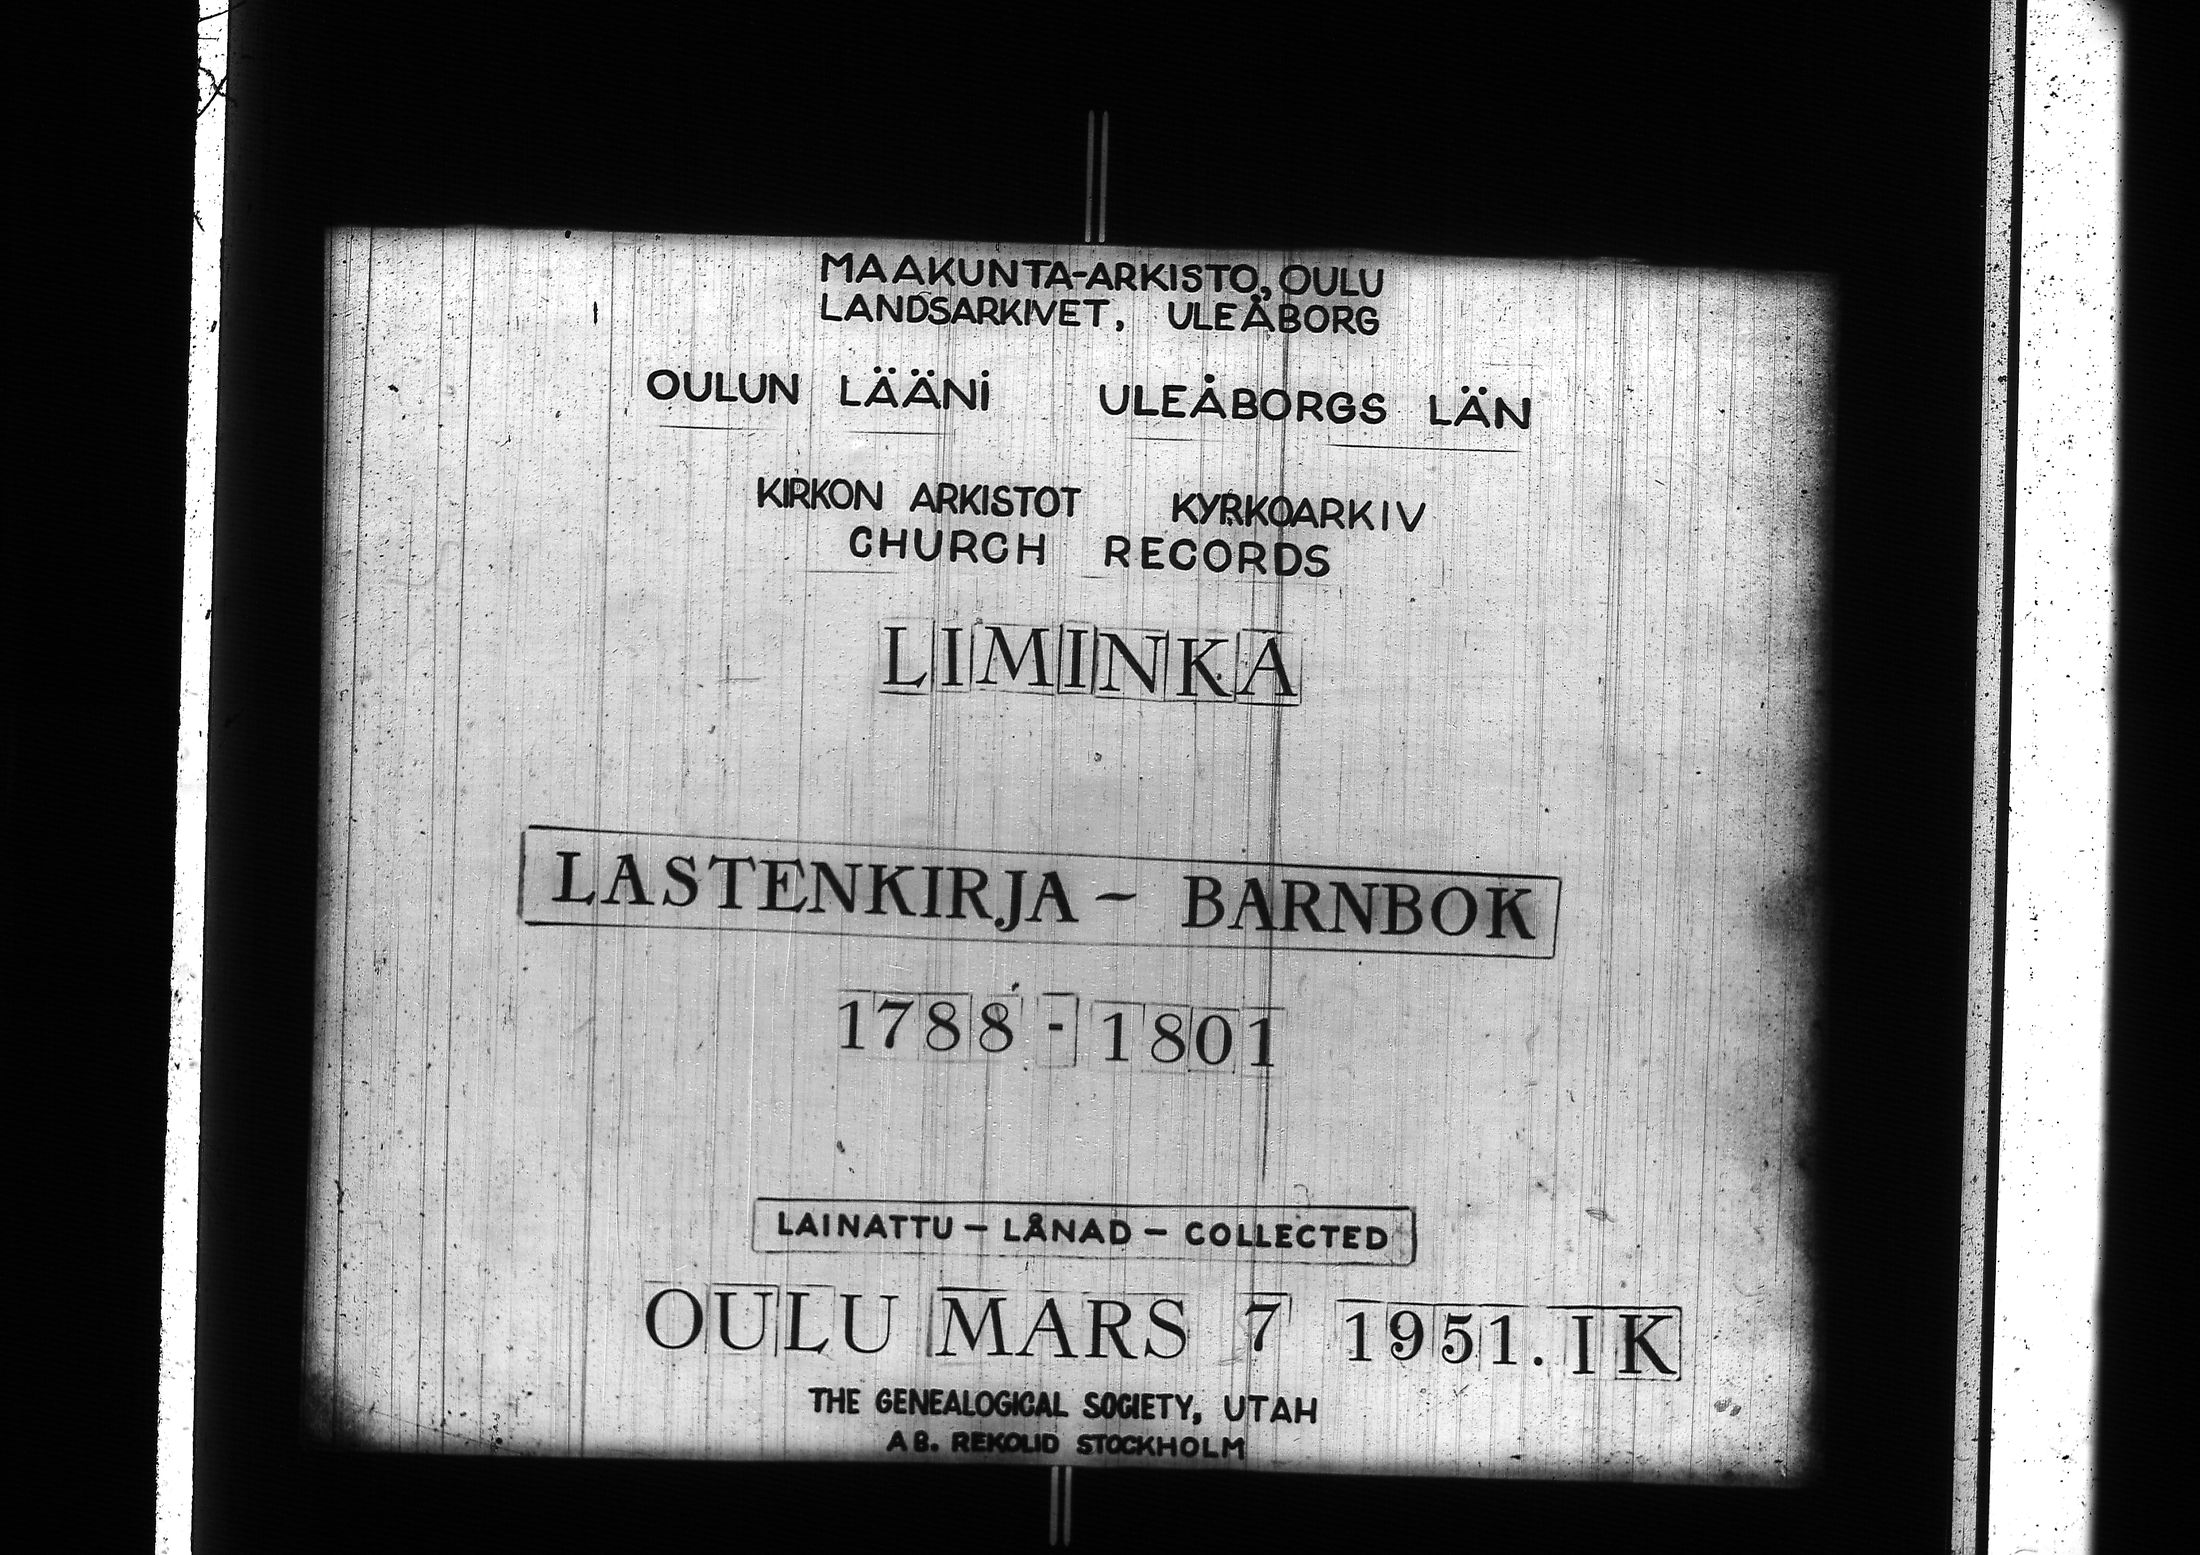 MAAKUNTA-ARKISTO, OULU
LANDSARKIVET, ULEÅBORG
OULUN LÄÄNI ULEÅBORGS LÄN
KIRKON ARKISTOT KYRKOARKIV
CHURCH RECORDS
LIMINKA
LASTENKIRJA - BARNBOK
1788 - 1801
LAINATTU - LÅNAD - COLLECTED
OULU MARS 7 1951. IK
THE GENEALOGICAL SOCIETY, UTAH
AB. REKOLID STOCKHOLM